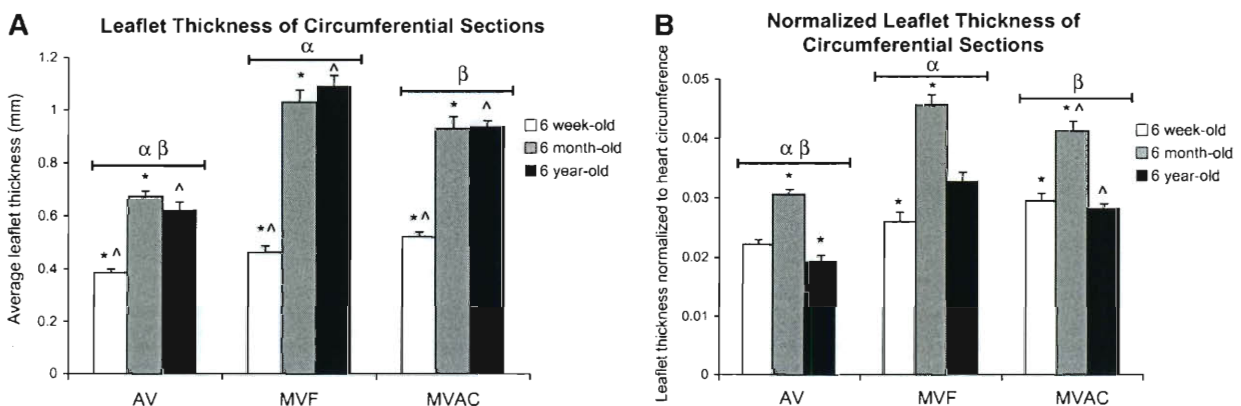 A
Leaflet Thickness of Circumferential Sections
Average leaflet thickness (mm)
1.2
1
0.8
0.6
0.4
0.2
0
α β
α
β
* ^
*
^
* ^
*
^
* ^
*
^
AV
MVF
MVAC
6 week-old
6 month-old
6 year-old
B
Normalized Leaflet Thickness of
Circumferential Sections
Leaflet thickness normalized to heart circumference
0.05
0.04
0.03
0.02
0.01
0
α β
α
β
*
*
*
*
*
* ^
^
AV
MVF
MVAC
6 week-old
6 month-old
6 year-old